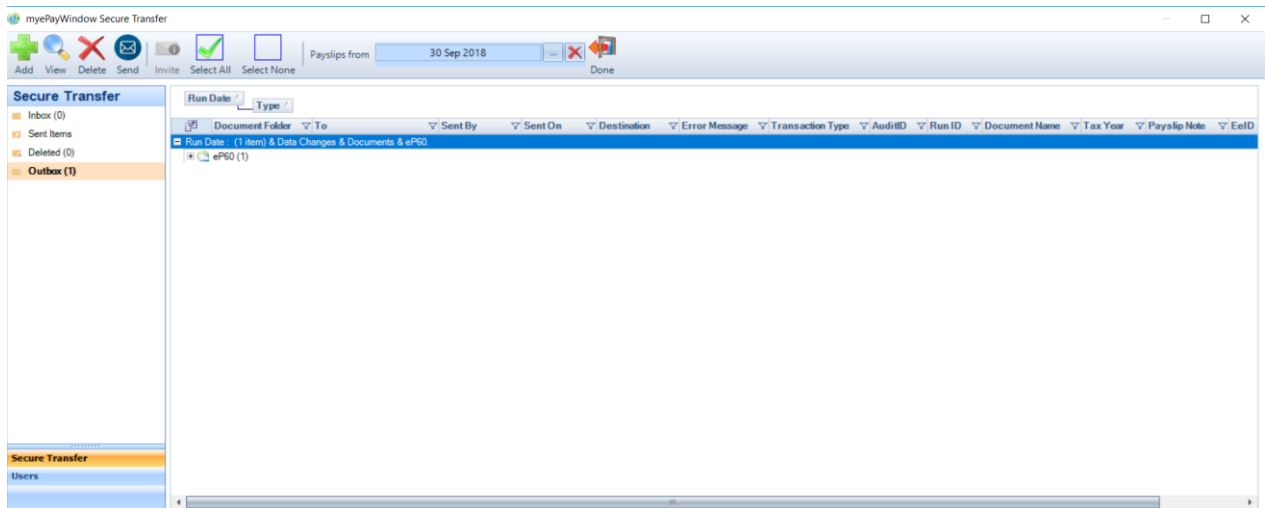 myePayWindow Secure Transfer
Add View Delete Send Invite Select All Select None Payslips from 30 Sep 2018 ... Done
Secure Transfer
Inbox (0)
Sent Items
Deleted (0)
Outbox (1)
Secure Transfer
Users
Run Date
Type
Document Folder To Sent By Sent On Destination Error Message Transaction Type AuditID Run ID Document Name Tax Year Payslip Note EeID
Run Date : (1 item) & Data Changes & Documents & eP60.
eP60 (1)